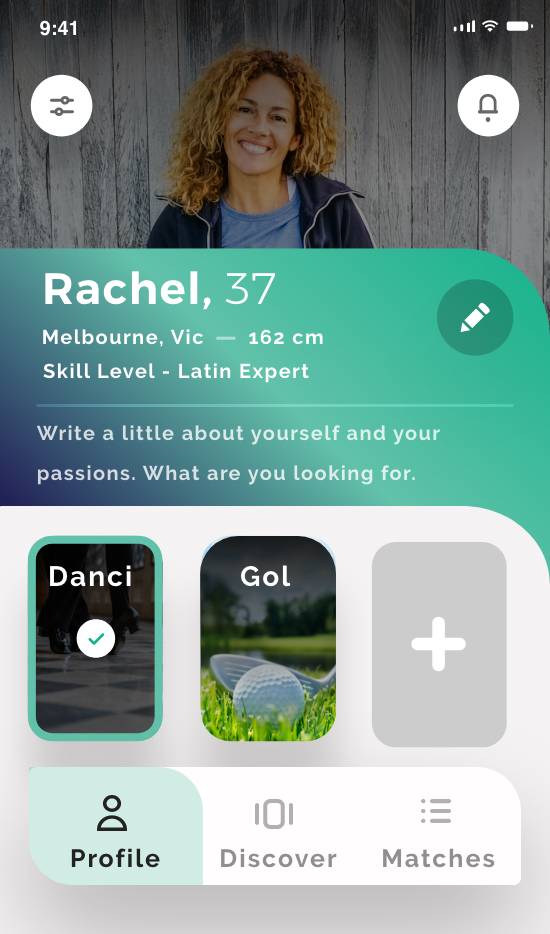 9:41
Rachel, 37
Melbourne, Vic — 162 cm
Skill Level - Latin Expert
Write a little about yourself and your
passions. What are you looking for.
Danci
Gol
Profile
Discover
Matches